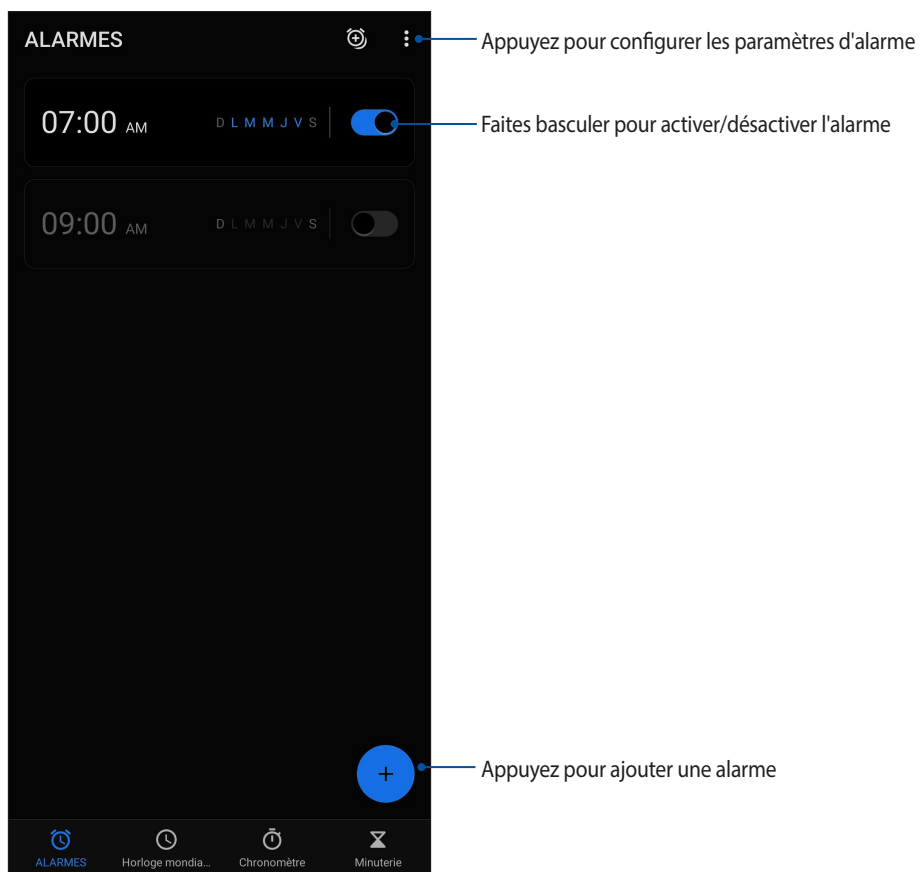 ALARMES
Appuyez pour configurer les paramètres d'alarme
07:00 AM D L M M J V S
Faites basculer pour activer/désactiver l'alarme
09:00 AM D L M M J V S
+
Appuyez pour ajouter une alarme
ALARMES Horloge mondia... Chronomètre Minuterie